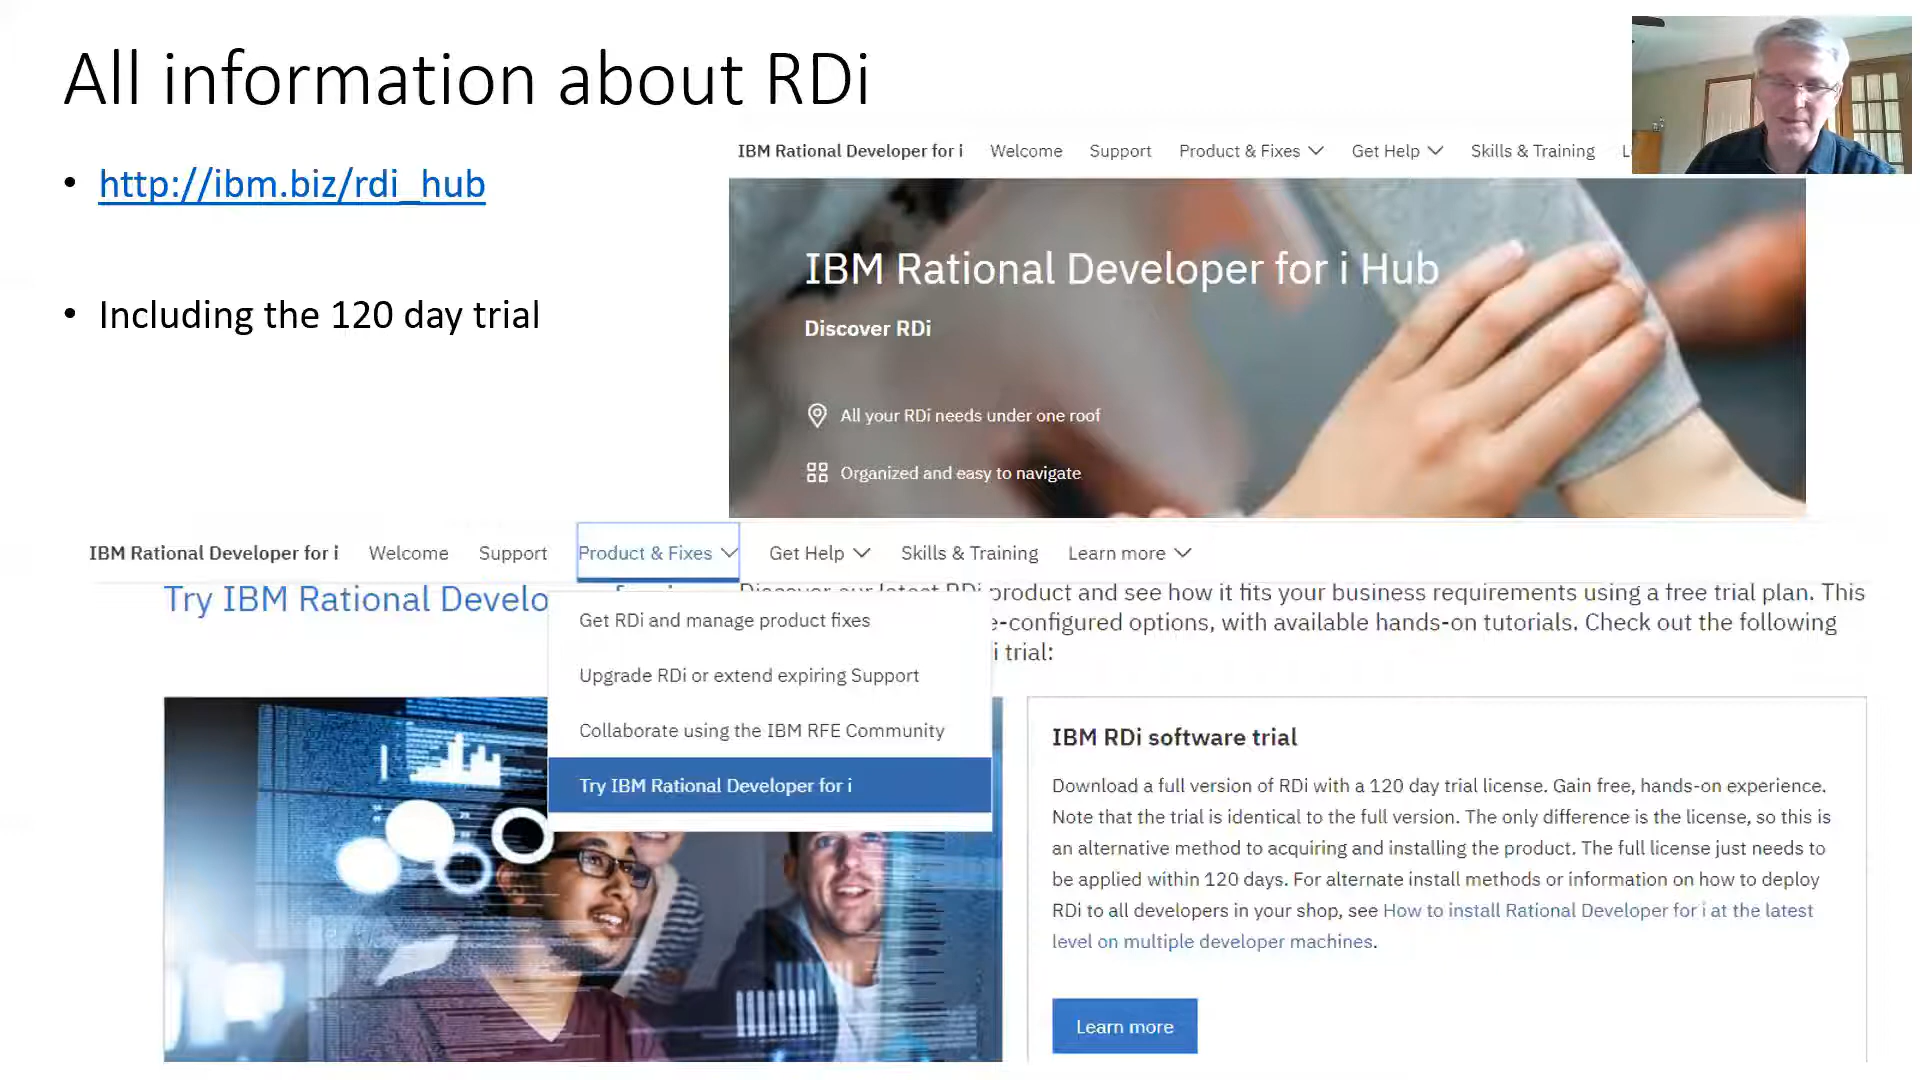 All information about RDi
• http://ibm.biz/rdi_hub
• Including the 120 day trial
IBM Rational Developer for i Welcome Support Product & Fixes Get Help Skills & Training
IBM Rational Developer for i Hub
Discover RDi
All your RDi needs under one roof
Organized and easy to navigate
IBM Rational Developer for i Welcome Support Product & Fixes Get Help Skills & Training Learn more
Try IBM Rational Develo
Get RDi and manage product fixes
Upgrade RDi or extend expiring Support
Collaborate using the IBM RFE Community
Try IBM Rational Developer for i
Discover our latest RDi product and see how it fits your business requirements using a free trial plan. This
e-configured options, with available hands-on tutorials. Check out the following
i trial:
IBM RDi software trial
Download a full version of RDi with a 120 day trial license. Gain free, hands-on experience.
Note that the trial is identical to the full version. The only difference is the license, so this is
an alternative method to acquiring and installing the product. The full license just needs to
be applied within 120 days. For alternate install methods or information on how to deploy
RDi to all developers in your shop, see How to install Rational Developer for i at the latest
level on multiple developer machines.
Learn more